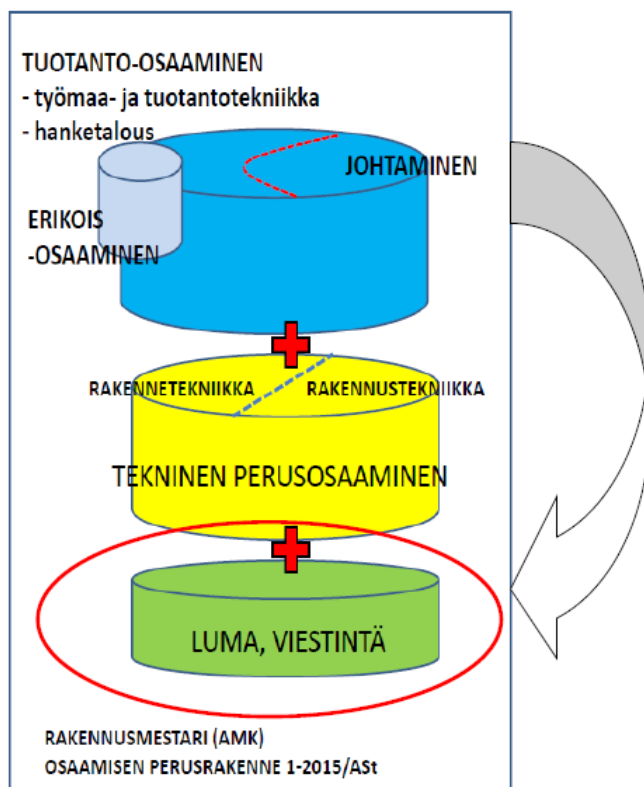 TUOTANTO-OSAAMINEN
- työmaa- ja tuotantotekniikka
- hanketalous
JOHTAMINEN
ERIKOIS
-OSAAMINEN
RAKENNETEKNIIKKA
RAKENNUSTEKNIIKKA
TEKNINEN PERUSOSAAMINEN
LUMA, VIESTINTÄ
RAKENNUSMESTARI (AMK)
OSAAMISEN PERUSRAKENNE 1-2015/ASt